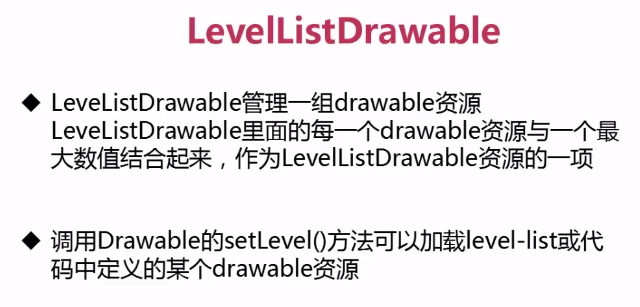 LevelListDrawable
◆ LeveListDrawable管理一组drawable资源
LeveListDrawable里面的每一个drawable资源与一个最
大数值结合起来，作为LevelListDrawable资源的一项
◆ 调用Drawable的setLevel()方法可以加载level-list或代
码中定义的某个drawable资源